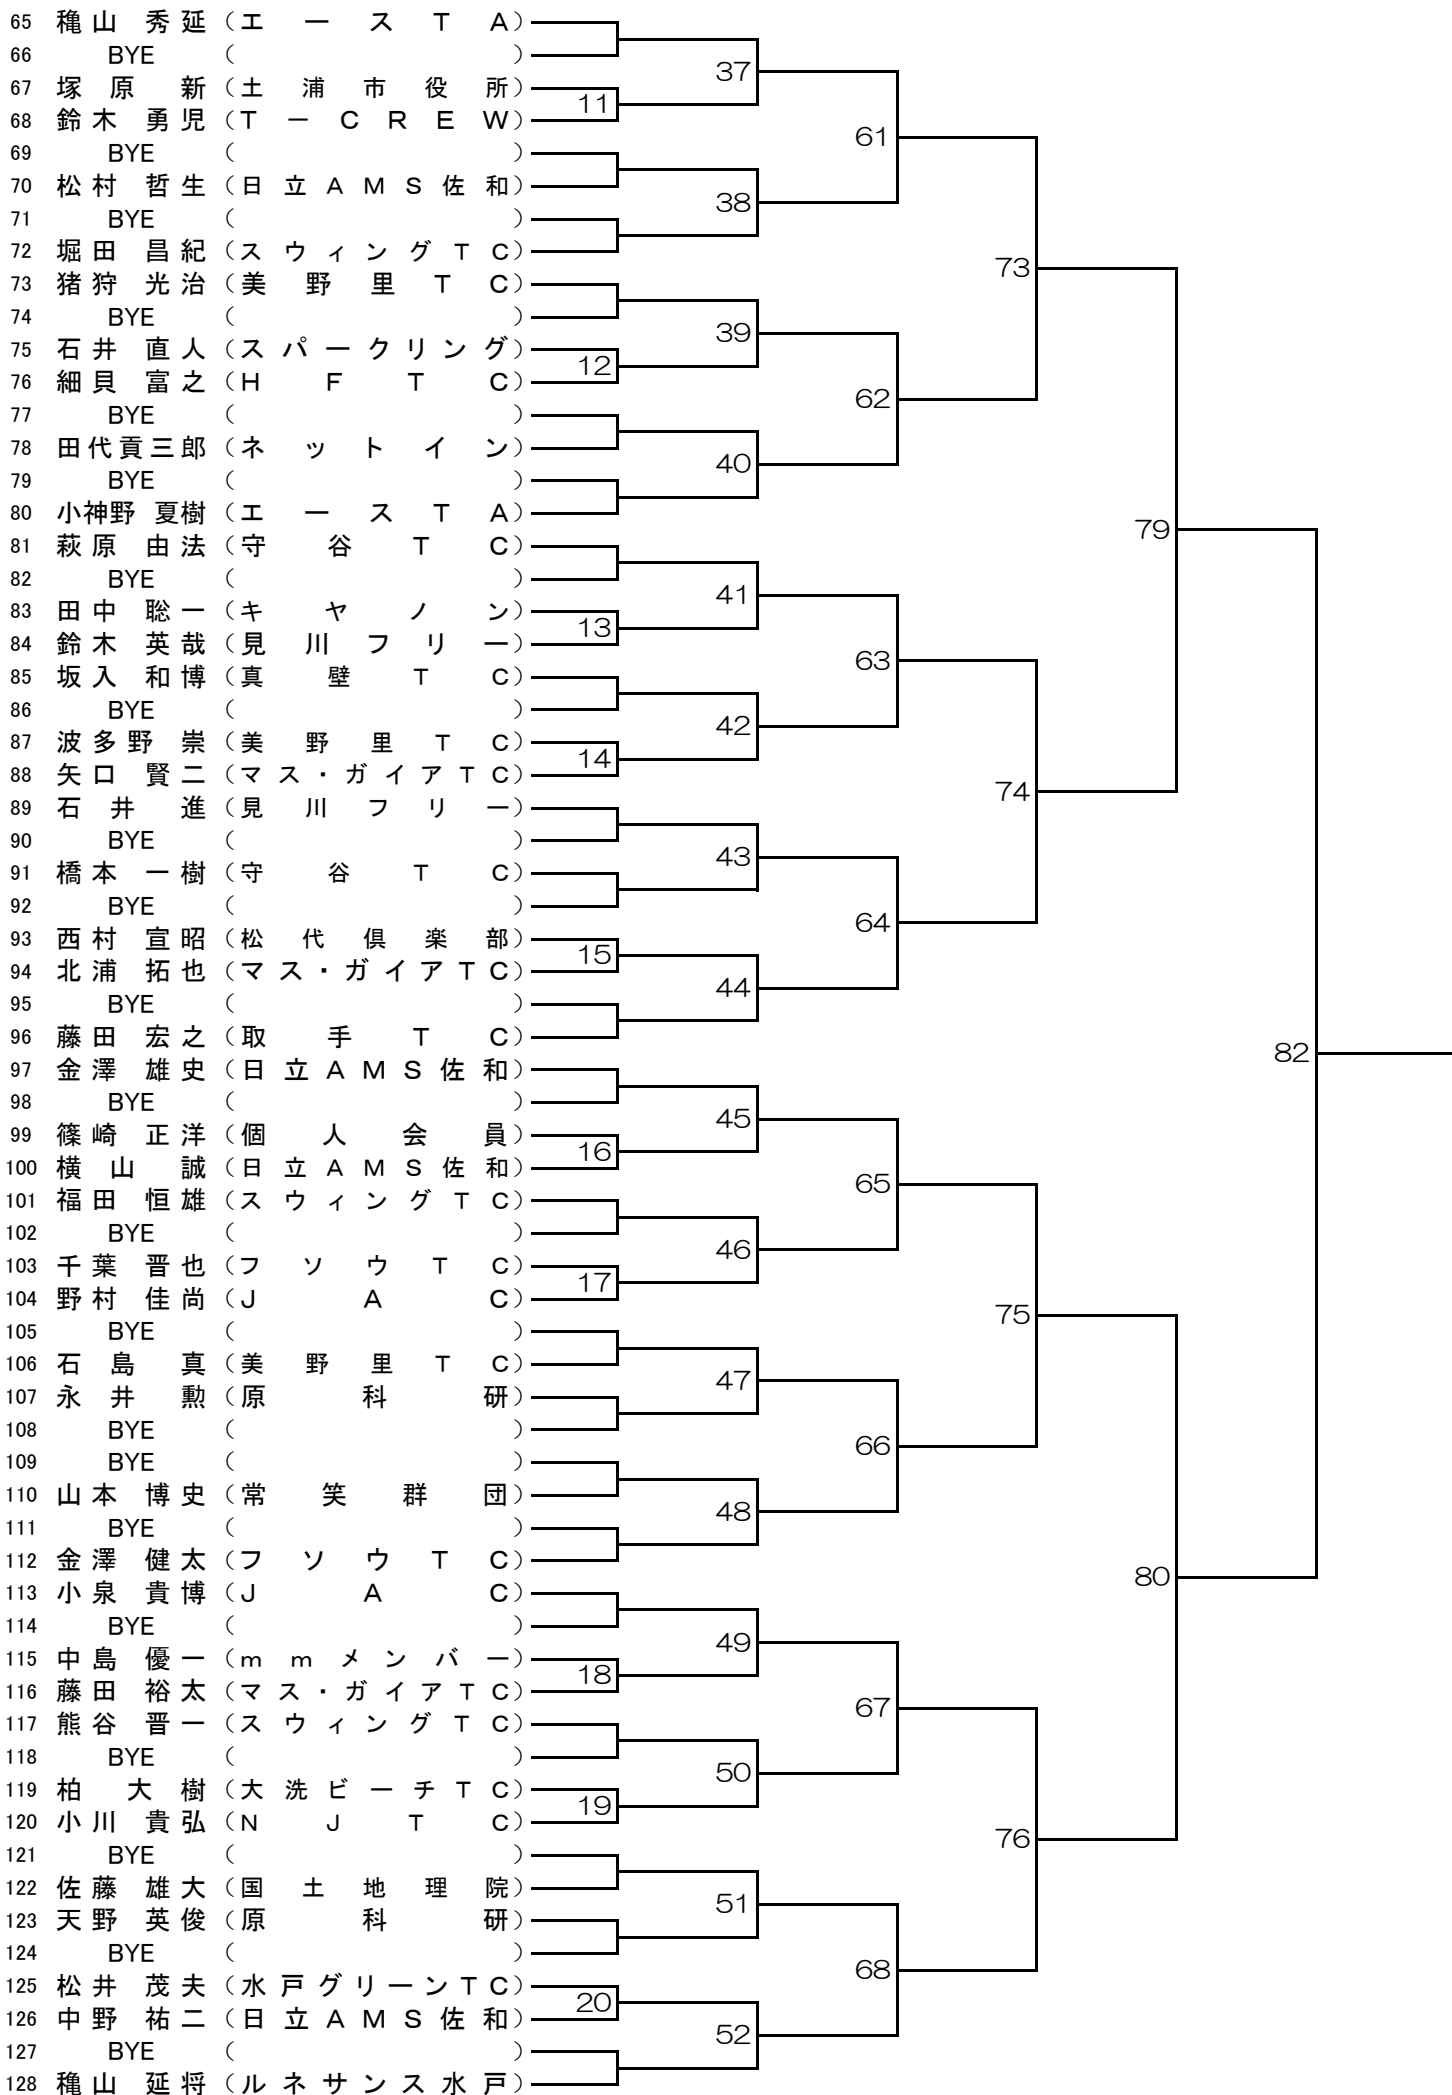 65 穐山 秀延 (エースTA)
66 BYE ( )
37
67 塚原 新 (土浦市役所)
11
68 鈴木 勇児 (T-CREW)
61
69 BYE ( )
70 松村 哲生 (日立AMS佐和)
38
71 BYE ( )
72 堀田 昌紀 (スウィングTC)
73
73 猪狩 光治 (美野里TC)
74 BYE ( )
39
75 石井 直人 (スパークリング)
12
76 細貝 富之 (HFTC)
62
77 BYE ( )
78 田代貢三郎 (ネットイン)
40
79 BYE ( )
80 小神野 夏樹 (エースTA)
79
81 萩原 由法 (守谷TC)
82 BYE ( )
41
83 田中 聡一 (キヤノン)
13
84 鈴木 英哉 (見川フリー)
63
85 坂入 和博 (真壁TC)
86 BYE ( )
42
87 波多野 崇 (美野里TC)
14
88 矢口 賢二 (マス・ガイアTC)
74
89 石井 進 (見川フリー)
90 BYE ( )
43
91 橋本 一樹 (守谷TC)
92 BYE ( )
64
93 西村 宣昭 (松代倶楽部)
15
94 北浦 拓也 (マス・ガイアTC)
44
95 BYE ( )
96 藤田 宏之 (取手TC)
82
97 金澤 雄史 (日立AMS佐和)
98 BYE ( )
45
99 篠崎 正洋 (個人会員)
16
100 横山 誠 (日立AMS佐和)
65
101 福田 恒雄 (スウィングTC)
102 BYE ( )
46
103 千葉 晋也 (フソウTC)
17
104 野村 佳尚 (JAC)
75
105 BYE ( )
106 石島 真 (美野里TC)
47
107 永井 勲 (原科研)
108 BYE ( )
66
109 BYE ( )
110 山本 博史 (常笑群団)
48
111 BYE ( )
112 金澤 健太 (フソウTC)
80
113 小泉 貴博 (JAC)
114 BYE ( )
49
115 中島 優一 (mmメンバー)
18
116 藤田 裕太 (マス・ガイアTC)
67
117 熊谷 晋一 (スウィングTC)
118 BYE ( )
50
119 柏 大樹 (大洗ビーチTC)
19
120 小川 貴弘 (NJTC)
76
121 BYE ( )
122 佐藤 雄大 (国土地理院)
51
123 天野 英俊 (原科研)
124 BYE ( )
68
125 松井 茂夫 (水戸グリーンTC)
20
126 中野 祐二 (日立AMS佐和)
52
127 BYE ( )
128 穐山 延将 (ルネサンス水戸)